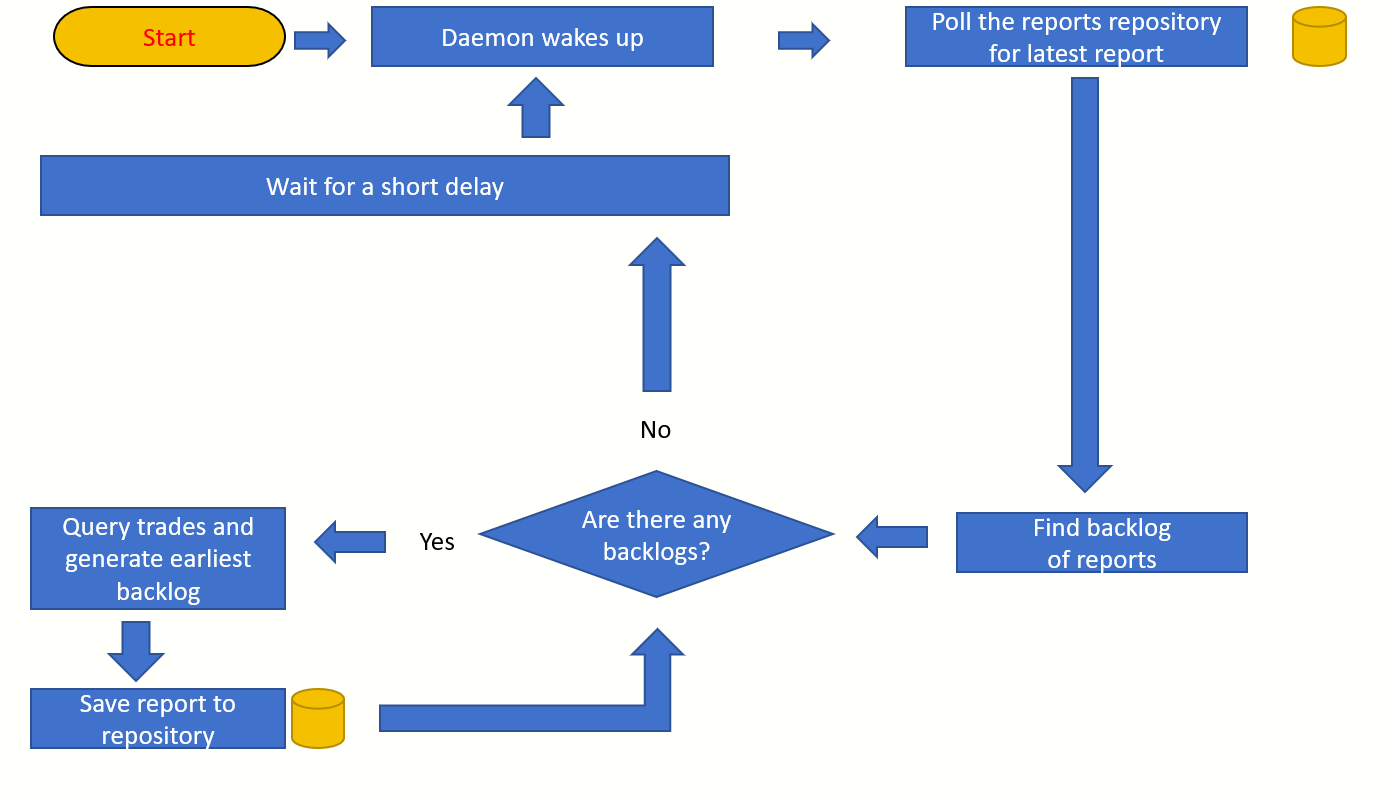 Start
Daemon wakes up
Poll the reports repository
for latest report
Wait for a short delay
No
Query trades and
generate earliest
backlog
Yes
Are there any
backlogs?
Find backlog
of reports
Save report to
repository